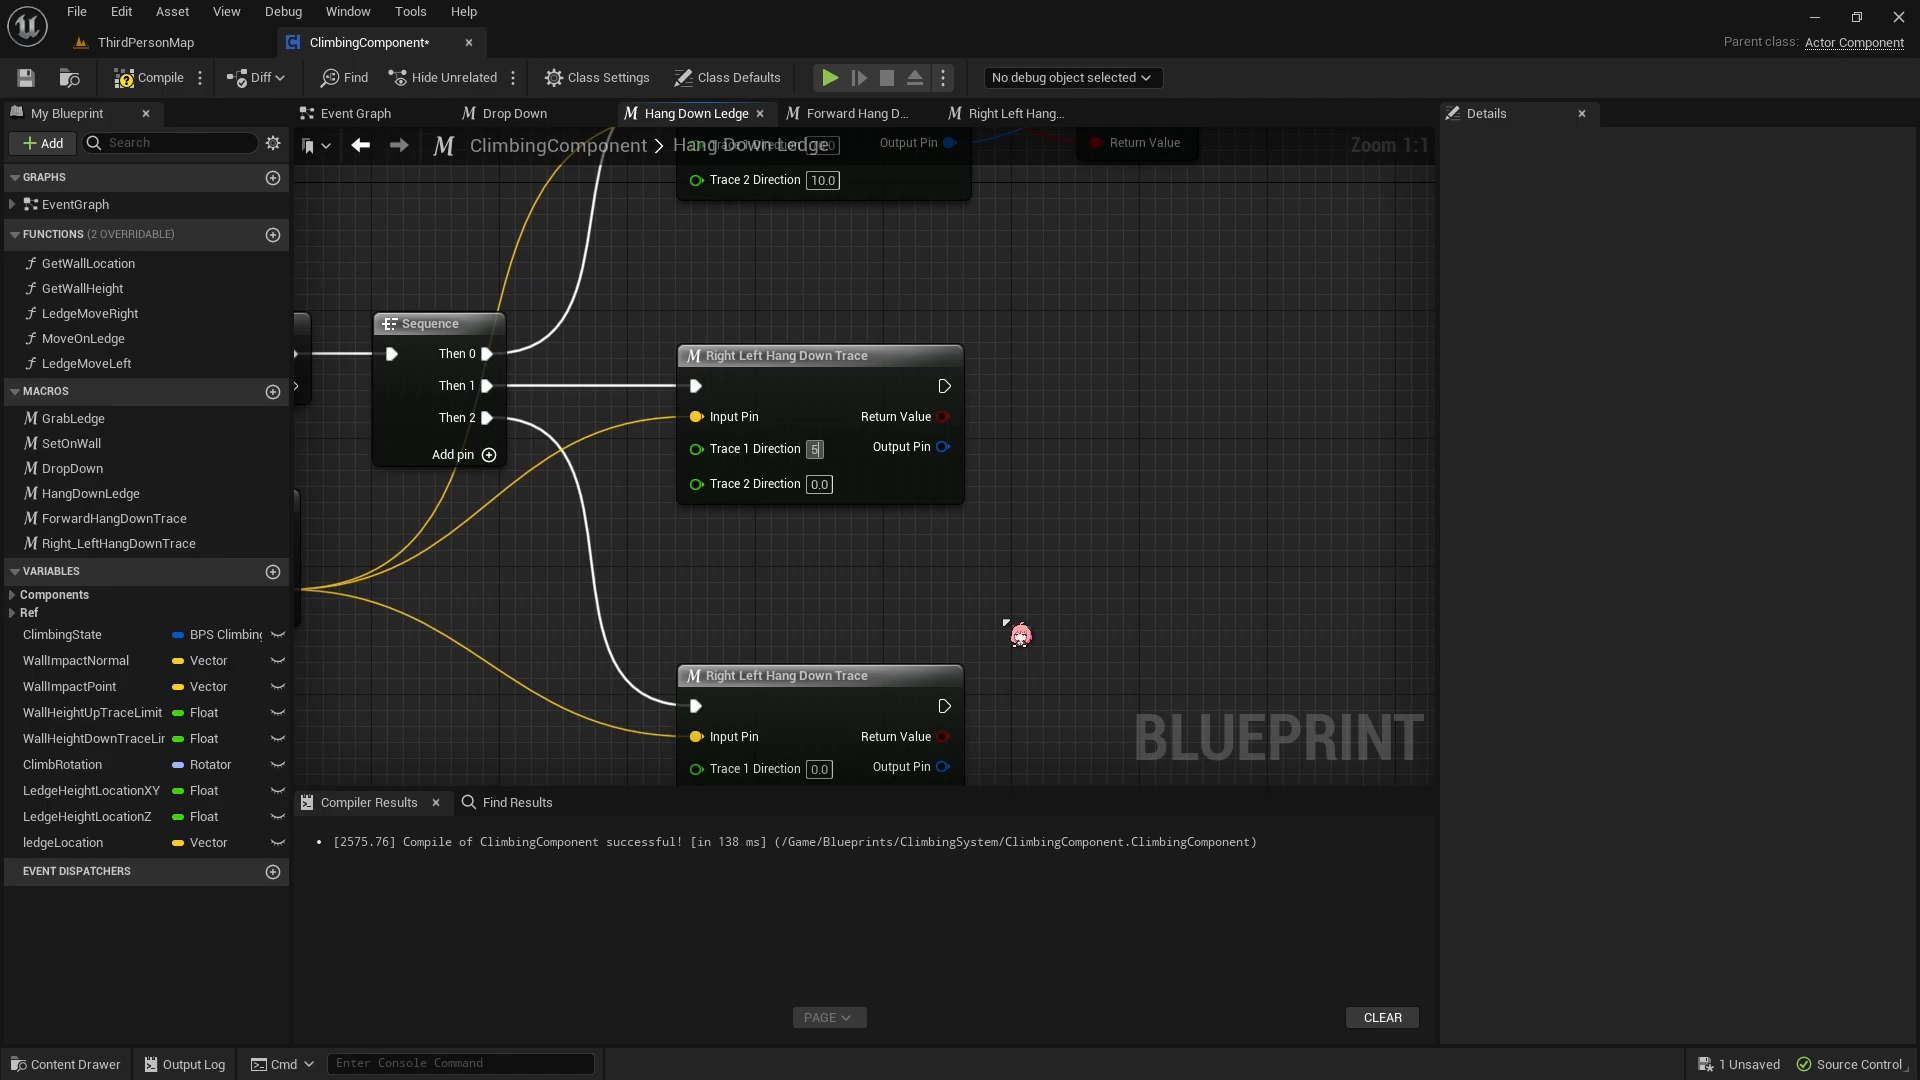 File Edit Asset View Debug Window Tools Help
ThirdPersonMap
ClimbingComponent*
Parent class: Actor Component
Compile
Diff
Find
Hide Unrelated
Class Settings
Class Defaults
No debug object selected
My Blueprint
Event Graph
Drop Down
Hang Down Ledge
Forward Hang D...
Right Left Hang...
Details
Add
Search
ClimbingComponent > Hang Down Ledge
Zoom 1:1
GRAPHS
EventGraph
FUNCTIONS (2 OVERRIDABLE)
GetWallLocation
GetWallHeight
LedgeMoveRight
MoveOnLedge
LedgeMoveLeft
MACROS
GrabLedge
SetOnWall
DropDown
HangDownLedge
ForwardHangDownTrace
Right_LeftHangDownTrace
VARIABLES
Components
Ref
ClimbingState BPS Climbing
WallImpactNormal Vector
WallImpactPoint Vector
WallHeightUpTraceLimit Float
WallHeightDownTraceLir Float
ClimbRotation Rotator
LedgeHeightLocationXY Float
LedgeHeightLocationZ Float
ledgeLocation Vector
EVENT DISPATCHERS
Trace 1 Direction
Output Pin
Return Value
Trace 2 Direction 10.0
Sequence
Then 0
Then 1
Then 2
Add pin
Right Left Hang Down Trace
Input Pin Return Value
Trace 1 Direction 5 Output Pin
Trace 2 Direction 0.0
Right Left Hang Down Trace
Input Pin Return Value
Trace 1 Direction 0.0 Output Pin
BLUEPRINT
Compiler Results
Find Results
[2575.76] Compile of ClimbingComponent successful! [in 138 ms] (/Game/Blueprints/ClimbingSystem/ClimbingComponent.ClimbingComponent)
PAGE
CLEAR
Content Drawer
Output Log
Cmd
Enter Console Command
1 Unsaved
Source Control